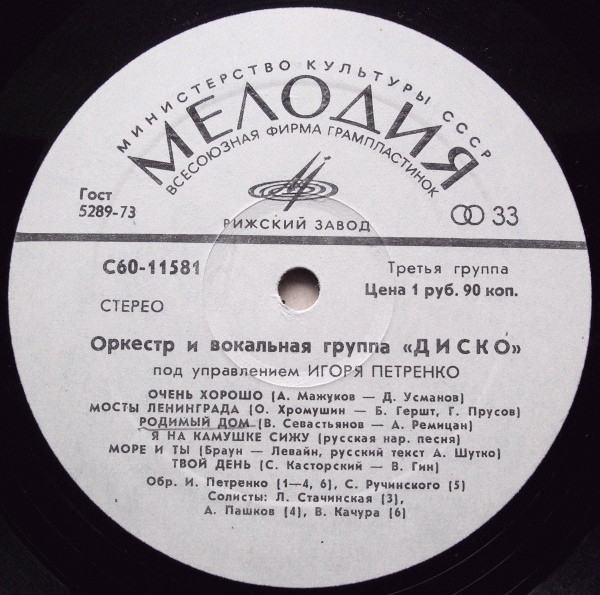 МИНИСТЕРСТВО КУЛЬТУРЫ СССР
МЕЛОДИЯ
ВСЕСОЮЗНАЯ ФИРМА ГРАМПЛАСТИНОК
Гост
5289-73
РИЖСКИЙ ЗАВОД
33
С60-11581
Третья группа
Цена 1 руб. 90 коп.
СТЕРЕО
Оркестр и вокальная группа «ДИСКО»
под управлением ИГОРЯ ПЕТРЕНКО
ОЧЕНЬ ХОРОШО (А. Мажуков — Д. Усманов)
МОСТЫ ЛЕНИНГРАДА (О. Хромушин — Б. Гершт, Г. Прусов)
РОДИМЫЙ ДОМ (В. Севастьянов — А. Ремицан)
Я НА КАМУШКЕ СИЖУ (русская нар. песня)
МОРЕ И ТЫ (Браун — Левайн, русский текст А. Шутко)
ТВОЙ ДЕНЬ (С. Касторский — В. Гин)
Обр. И. Петренко (1—4, 6), С. Ручинского (5)
Солисты: Л. Стачинская (3),
А. Пашков (4), В. Качура (6)